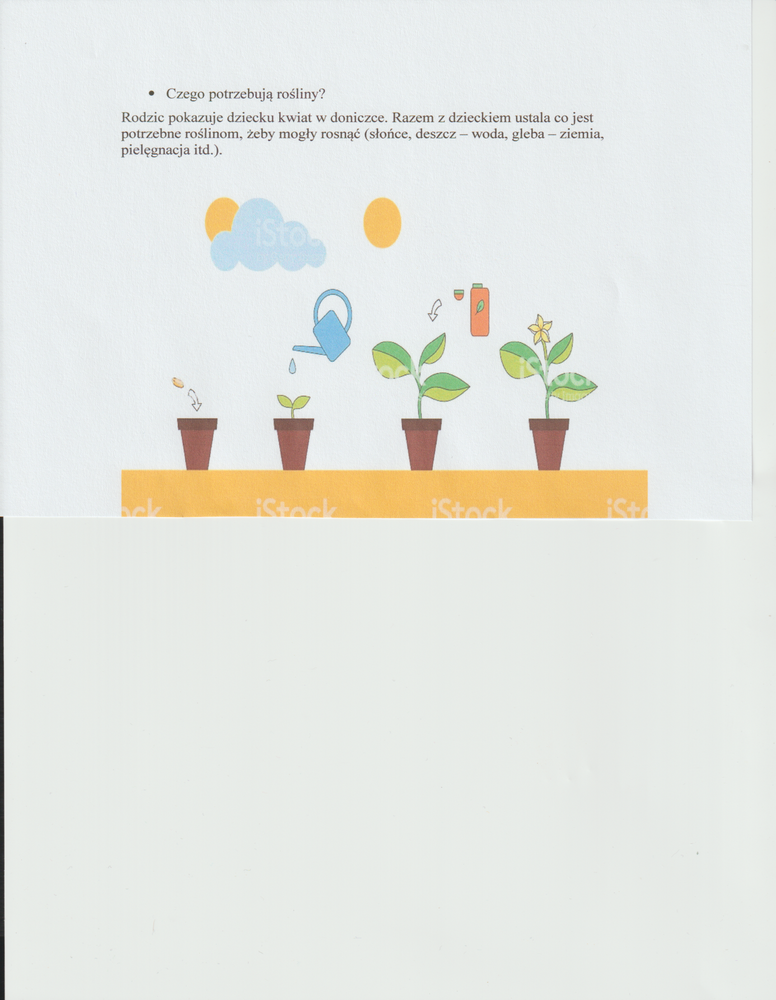 • Czego potrzebują rośliny?
Rodzic pokazuje dziecku kwiat w doniczce. Razem z dzieckiem ustala co jest
potrzebne roślinom, żeby mogły rosnąć (słońce, deszcz – woda, gleba – ziemia,
pielęgnacja itd.).
iStoc
ock
iStock
ock
iStock
iStock
iSto